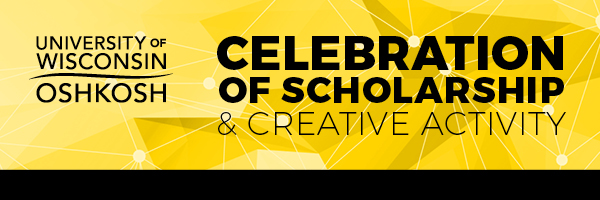 UNIVERSITY OF
WISCONSIN
OSHKOSH
CELEBRATION
OF SCHOLARSHIP
& CREATIVE ACTIVITY